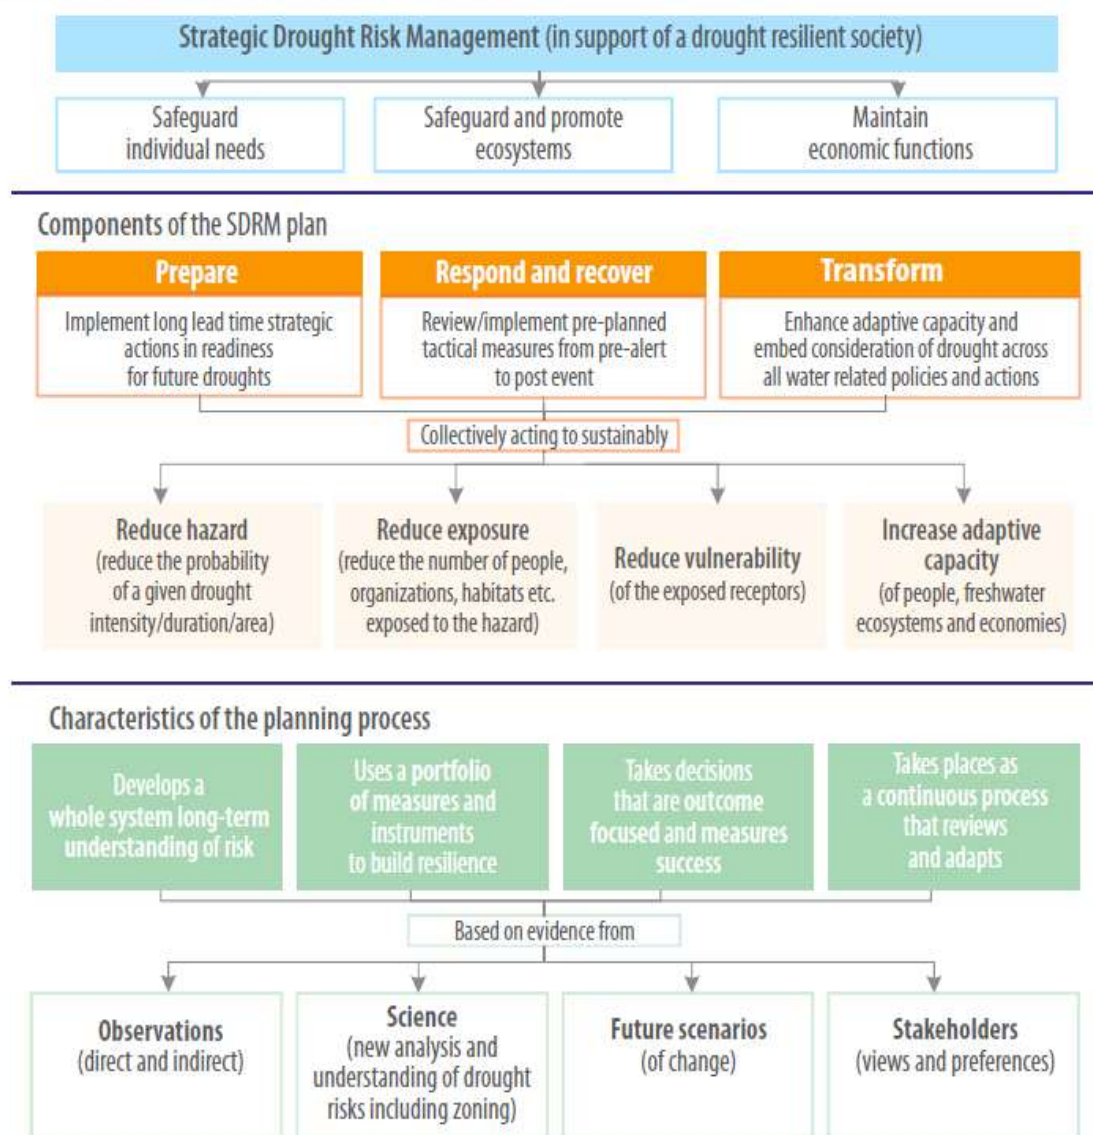 Strategic Drought Risk Management (in support of a drought resilient society)
Safeguard
individual needs
Safeguard and promote
ecosystems
Maintain
economic functions
Components of the SDRM plan
Prepare
Implement long lead time strategic
actions in readiness
for future droughts
Respond and recover
Review/implement pre-planned
tactical measures from pre-alert
to post event
Transform
Enhance adaptive capacity and
embed consideration of drought across
all water related policies and actions
Collectively acting to sustainably
Reduce hazard
(reduce the probability
of a given drought
intensity/duration/area)
Reduce exposure
(reduce the number of people,
organizations, habitats etc.
exposed to the hazard)
Reduce vulnerability
(of the exposed receptors)
Increase adaptive
capacity
(of people, freshwater
ecosystems and economies)
Characteristics of the planning process
Develops a
whole system long-term
understanding of risk
Uses a portfolio
of measures and
instruments
to build resilience
Takes decisions
that are outcome
focused and measures
success
Takes places as
a continuous process
that reviews
and adapts
Based on evidence from
Observations
(direct and indirect)
Science
(new analysis and
understanding of drought
risks including zoning)
Future scenarios
(of change)
Stakeholders
(views and preferences)